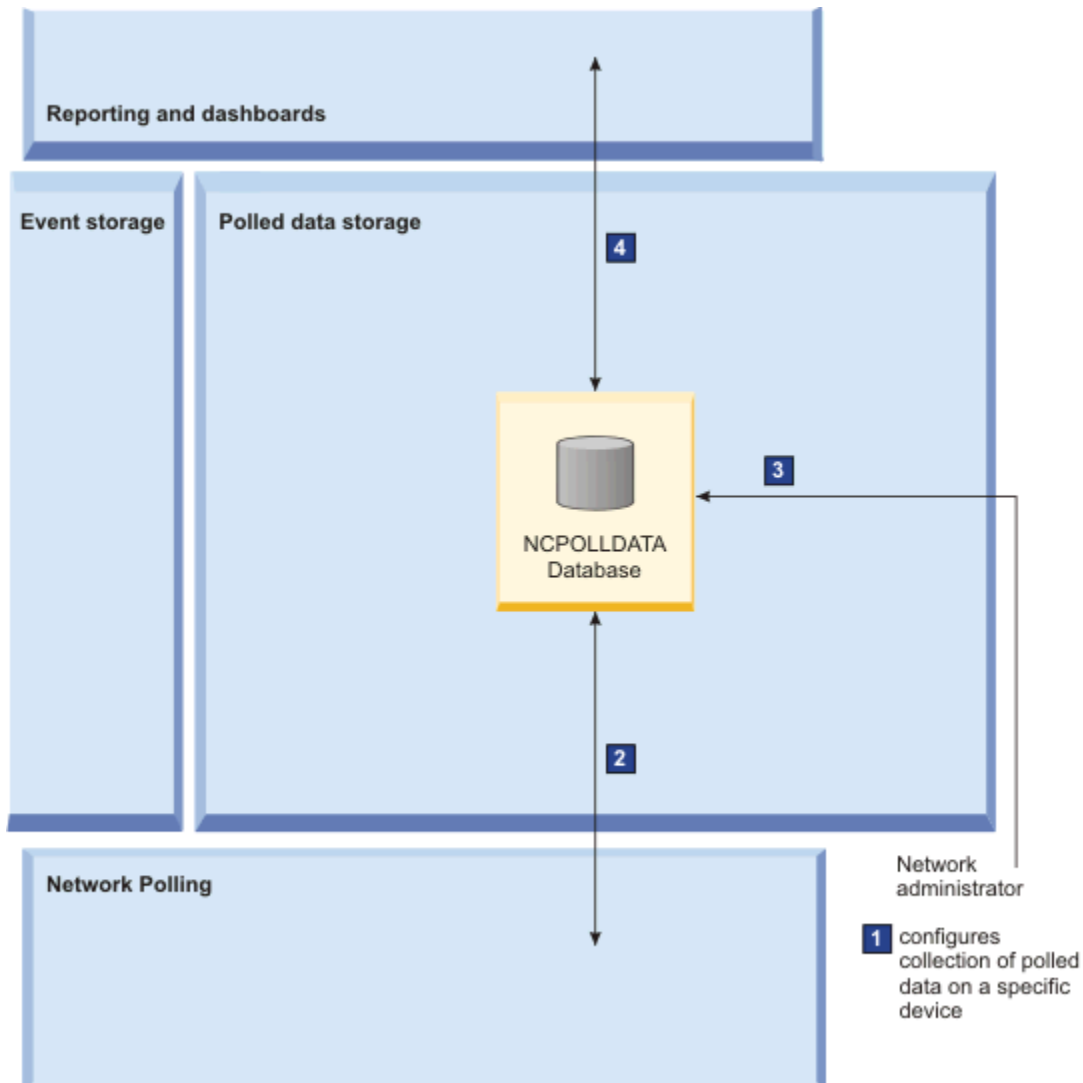 Reporting and dashboards
Event storage
Polled data storage
4
3
NCPOLLDATA
Database
2
Network
administrator
Network Polling
1 configures
collection of polled
data on a specific
device